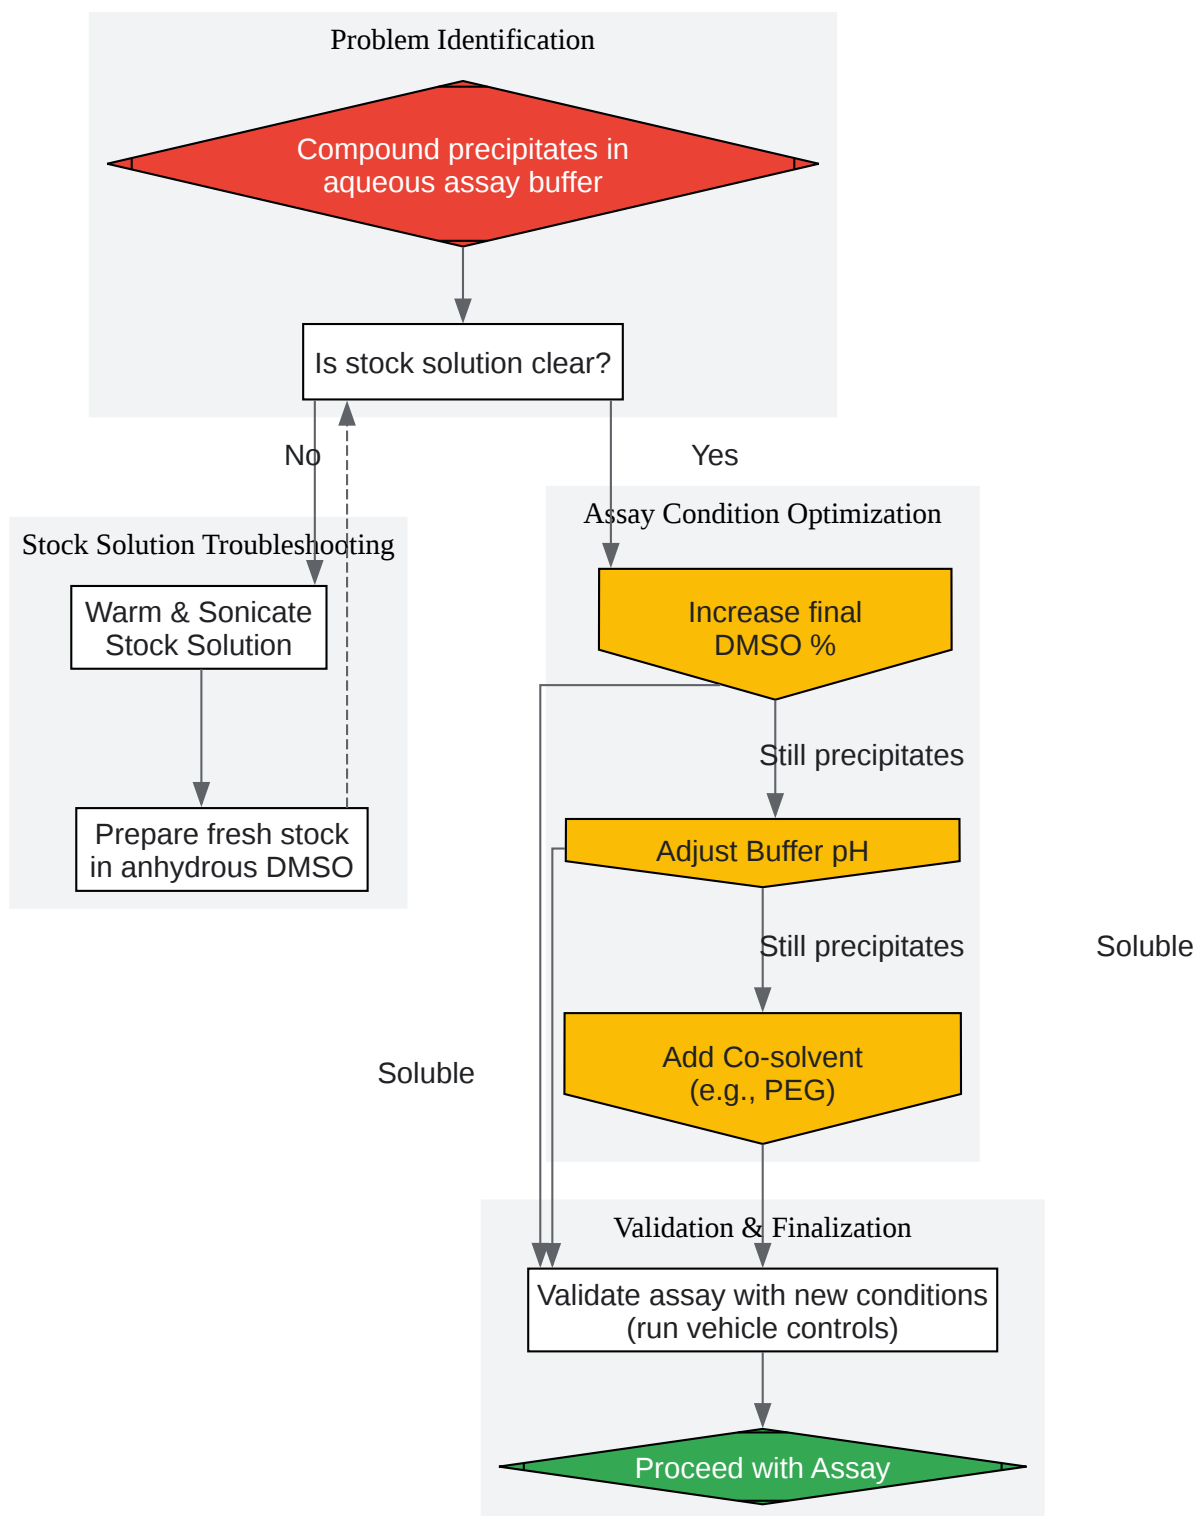 Problem Identification
Compound precipitates in
aqueous assay buffer
Is stock solution clear?
No
Yes
Stock Solution Troubleshooting
Assay Condition Optimization
Warm & Sonicate
Stock Solution
Increase final
DMSO %
Still precipitates
Prepare fresh stock
in anhydrous DMSO
Adjust Buffer pH
Still precipitates
Soluble
Soluble
Add Co-solvent
(e.g., PEG)
Validation & Finalization
Validate assay with new conditions
(run vehicle controls)
Proceed with Assay